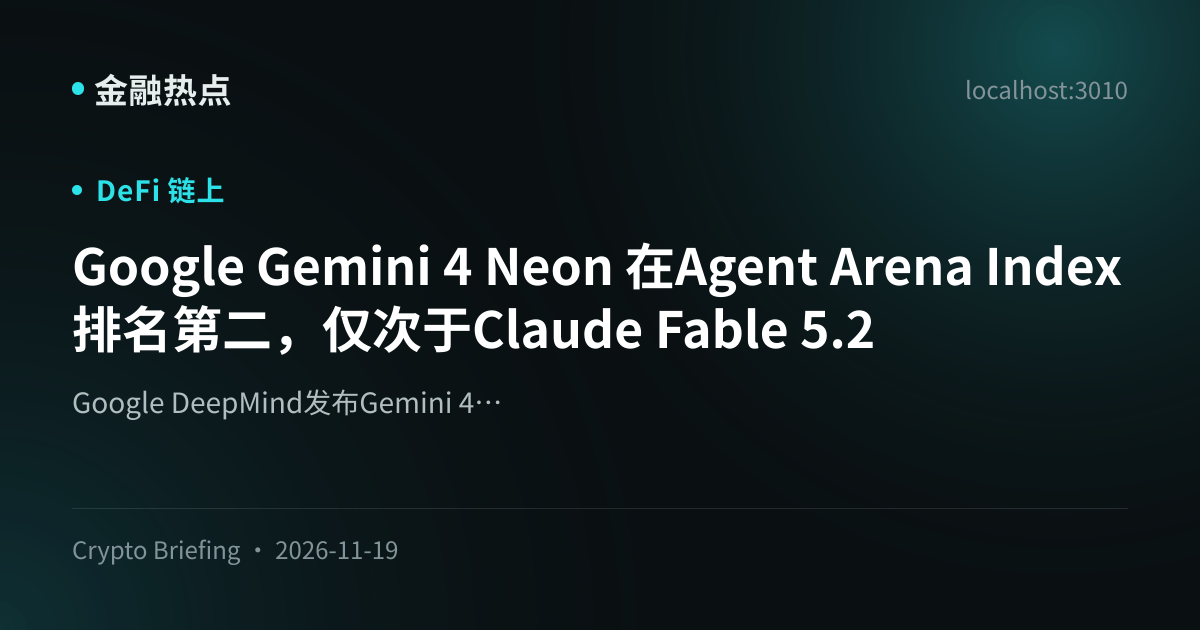 金融热点
localhost:3010
DeFi 链上
Google Gemini 4 Neon 在Agent Arena Index
排名第二，仅次于Claude Fable 5.2
Google DeepMind发布Gemini 4…
Crypto Briefing · 2026-11-19